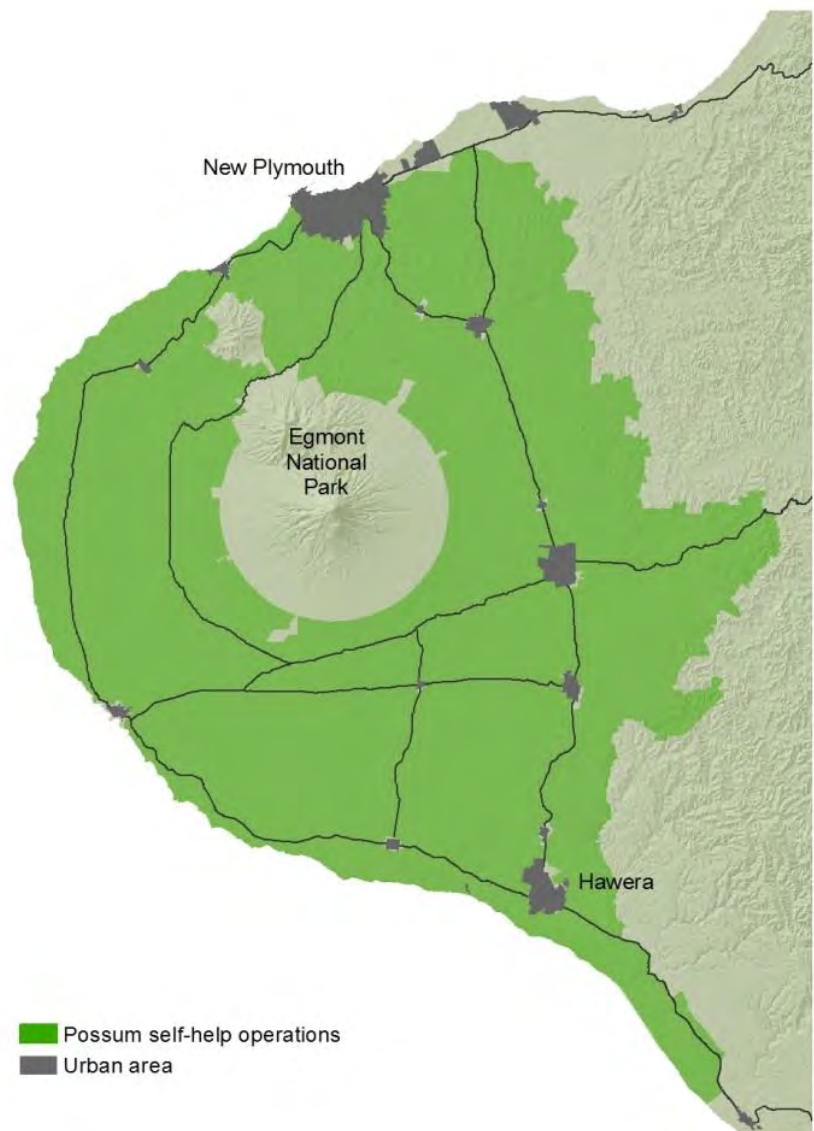 New Plymouth
Egmont
National
Park
Hawera
Possum self-help operations
Urban area